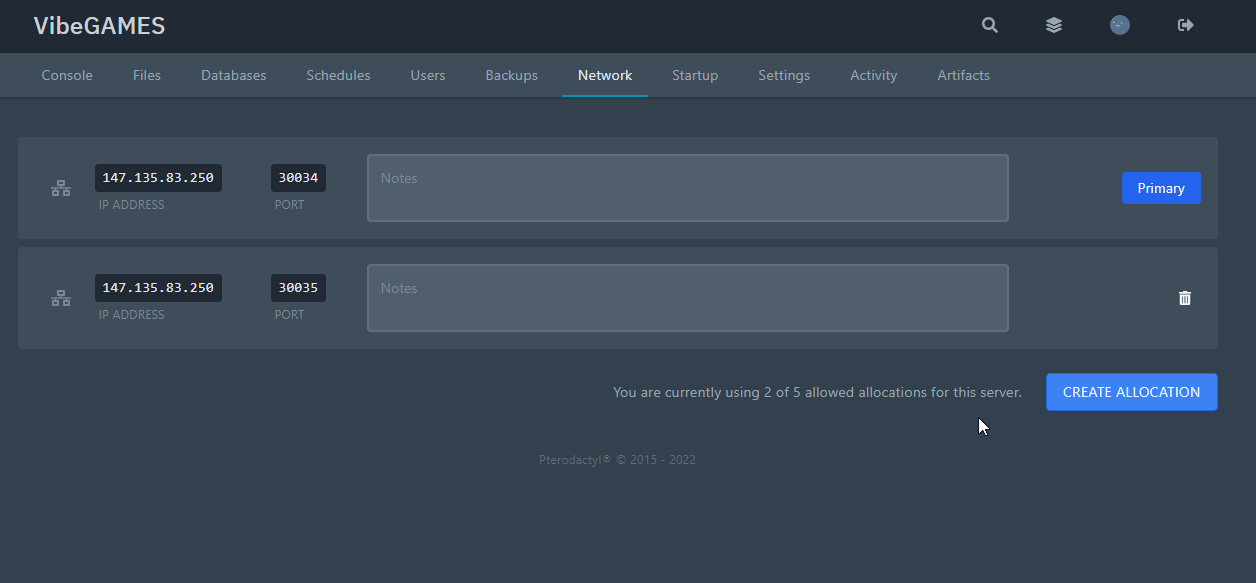 VibeGAMES
Console Files Databases Schedules Users Backups Network Startup Settings Activity Artifacts
147.135.83.250 30034 Notes Primary
IP ADDRESS PORT
147.135.83.250 30035 Notes
IP ADDRESS PORT
You are currently using 2 of 5 allowed allocations for this server. CREATE ALLOCATION
Pterodactyl® © 2015 - 2022